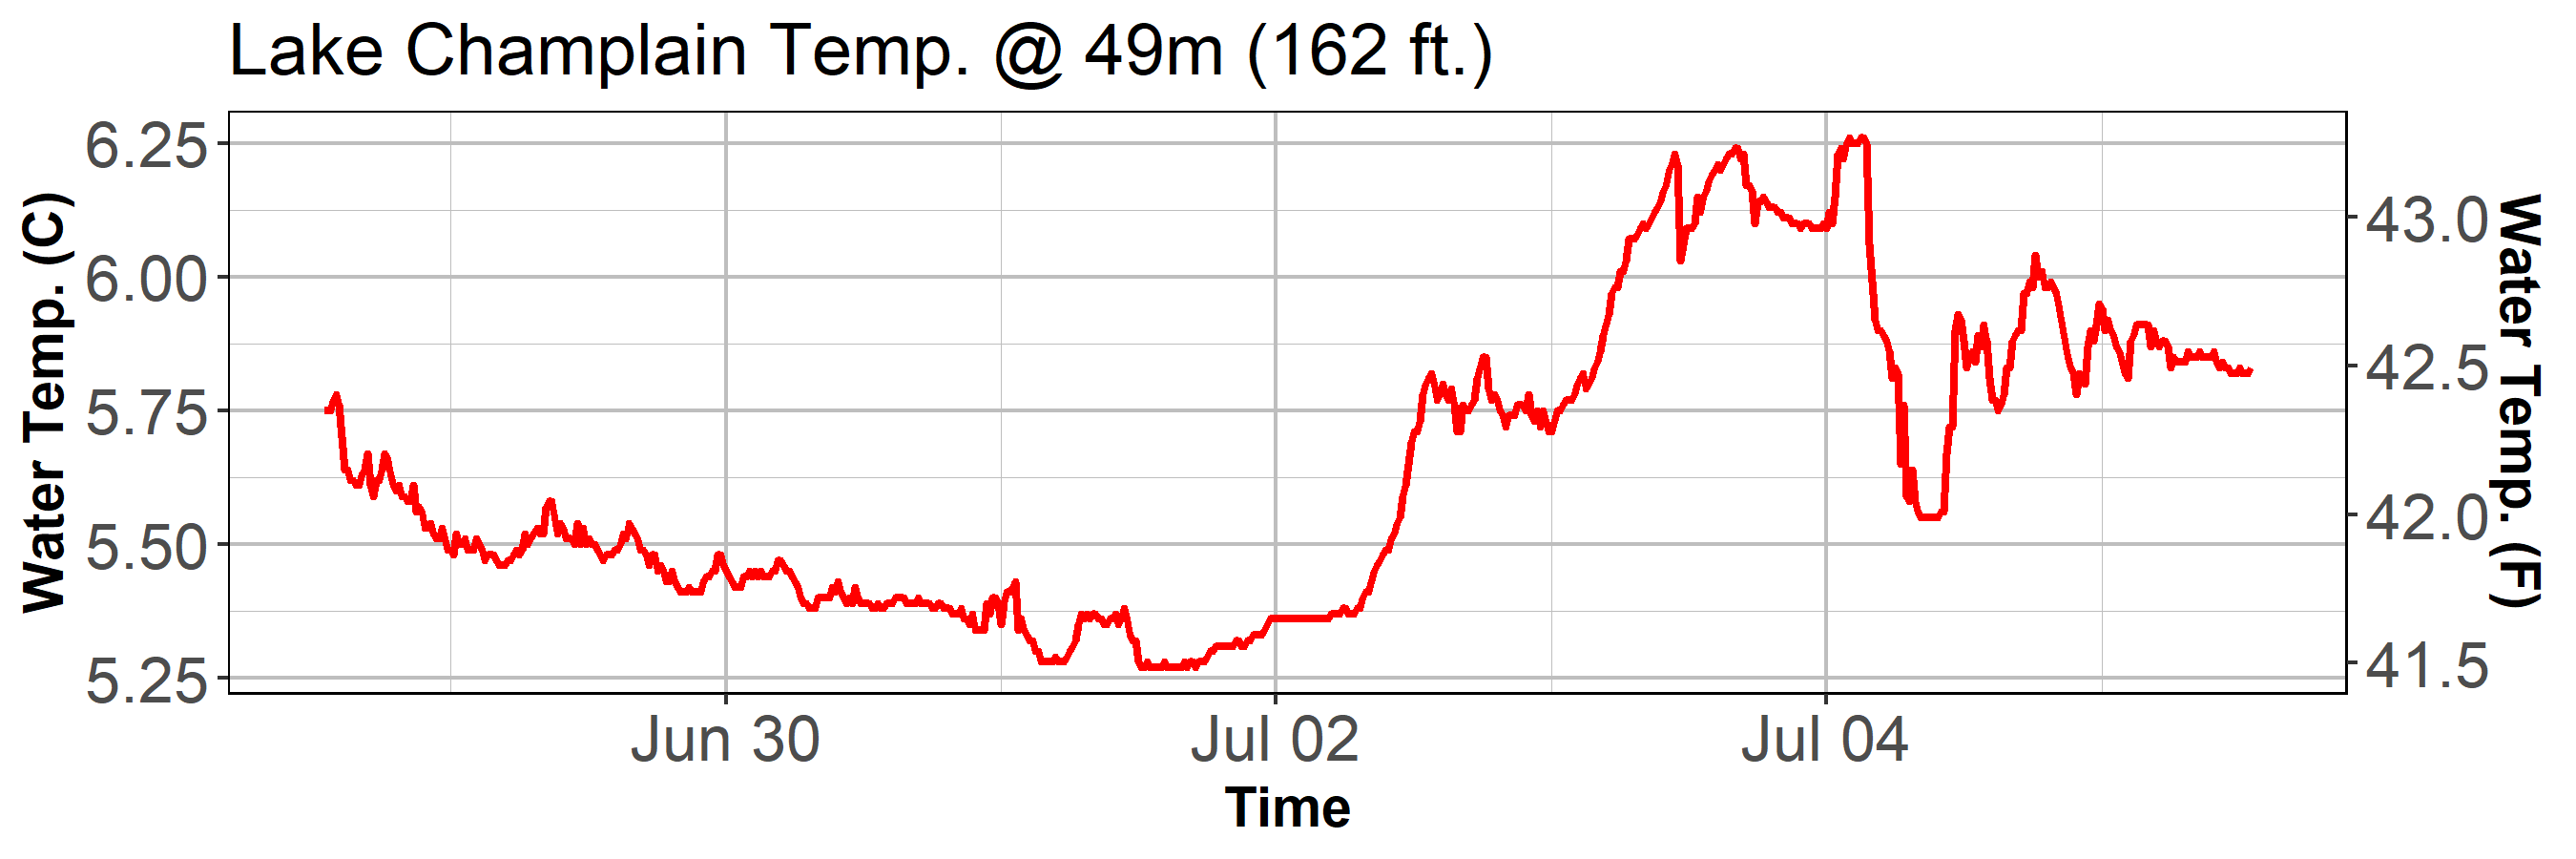 Lake Champlain Temp. @ 49m (162 ft.)
Water Temp. (C)
6.25
6.00
5.75
5.50
5.25
43.0
42.5
42.0
41.5
Water Temp. (F)
Jun 30
Jul 02
Jul 04
Time